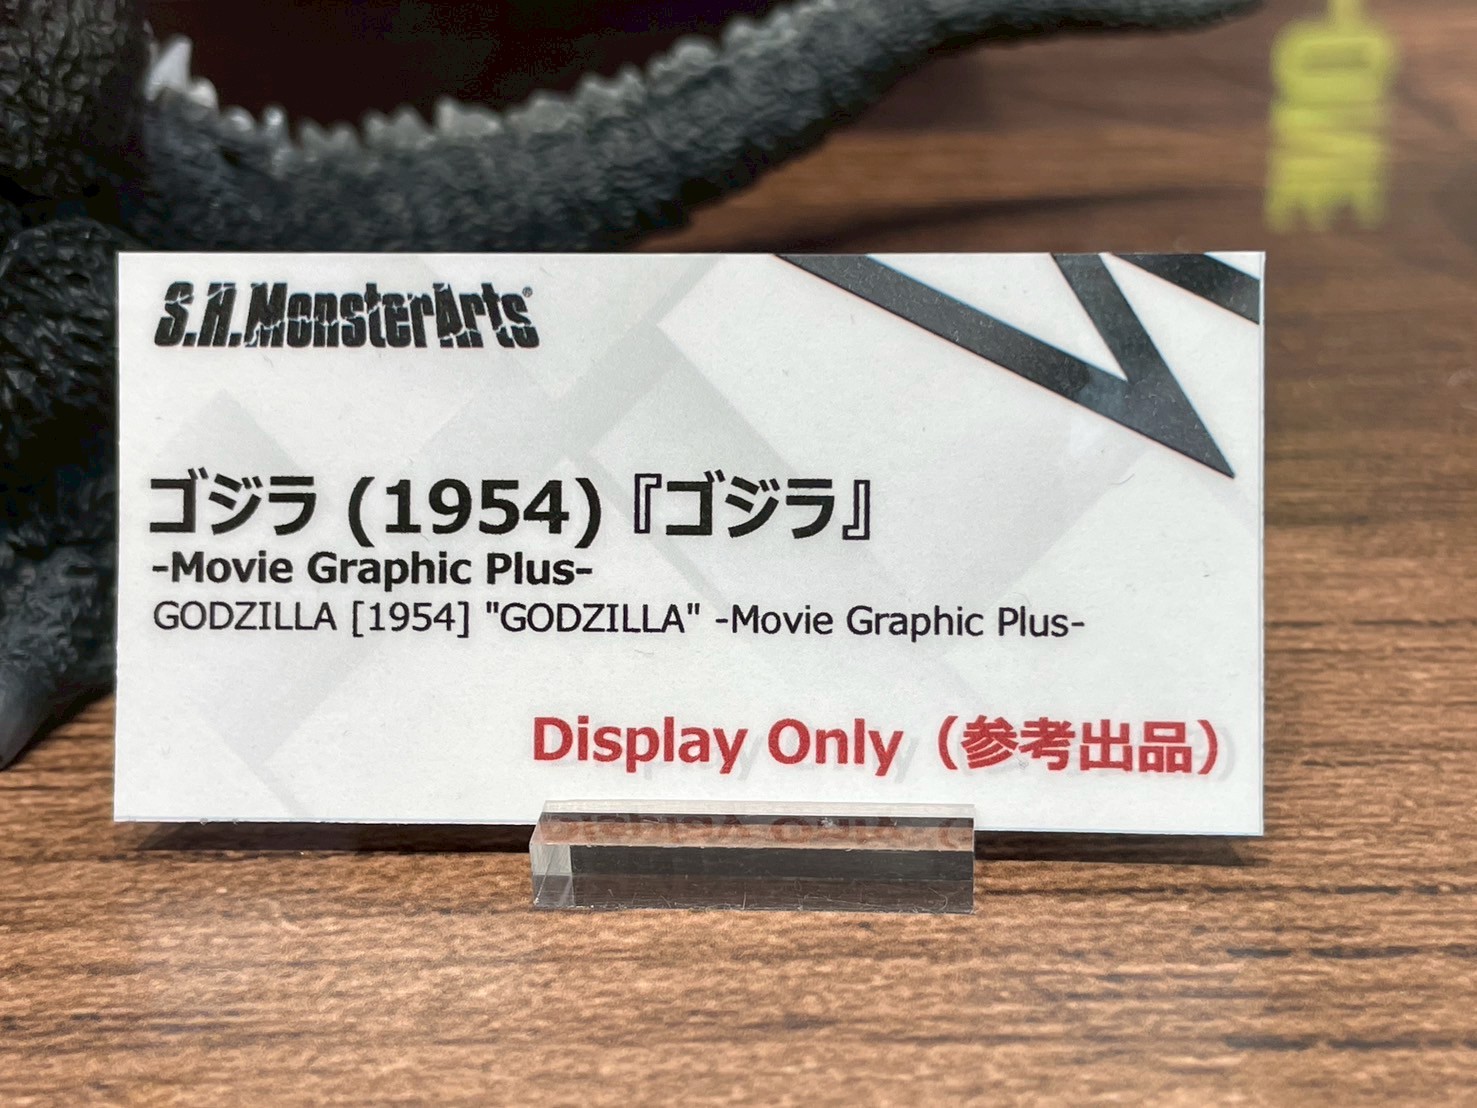 S.H.MonsterArts®
ゴジラ (1954)『ゴジラ』
-Movie Graphic Plus-
GODZILLA [1954] "GODZILLA" -Movie Graphic Plus-
Display Only（参考出品）